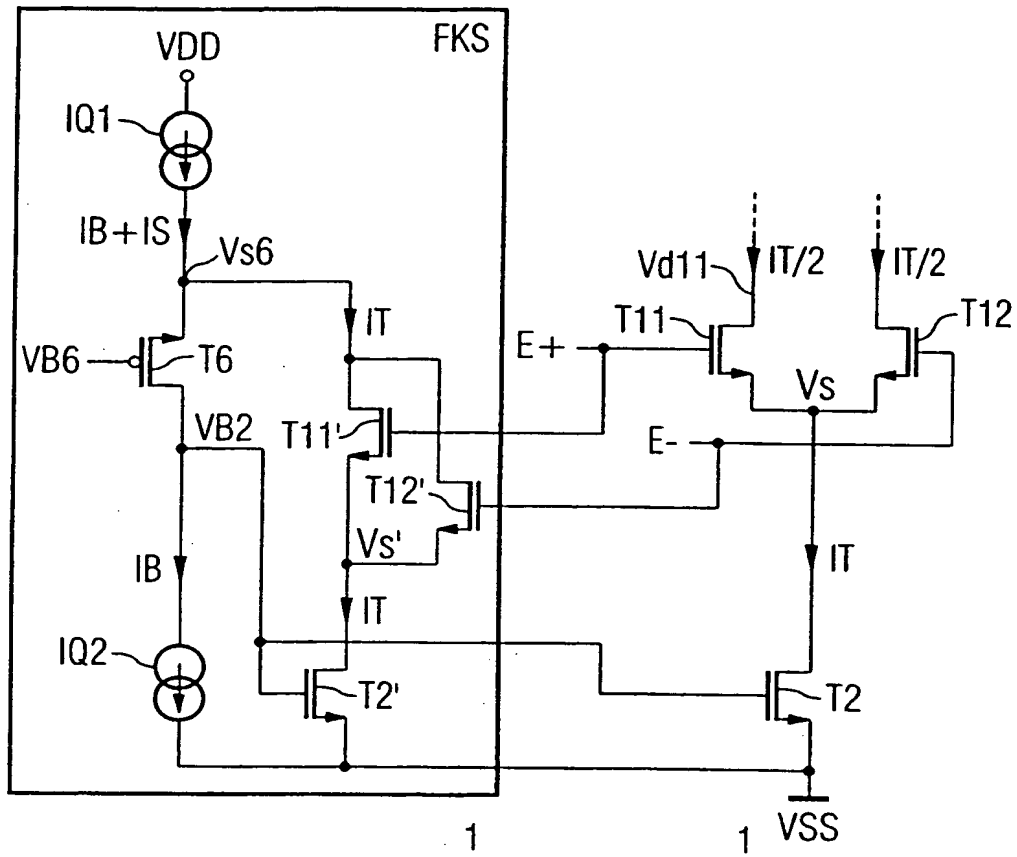 FKS
VDD
IQ1
IB+IS
Vs6
Vd11
IT/2
IT/2
IT
T11
T12
E+
VB6
T6
Vs
VB2
T11'
E-
T12'
Vs'
IB
IT
IT
IQ2
T2'
T2
VSS
1
1